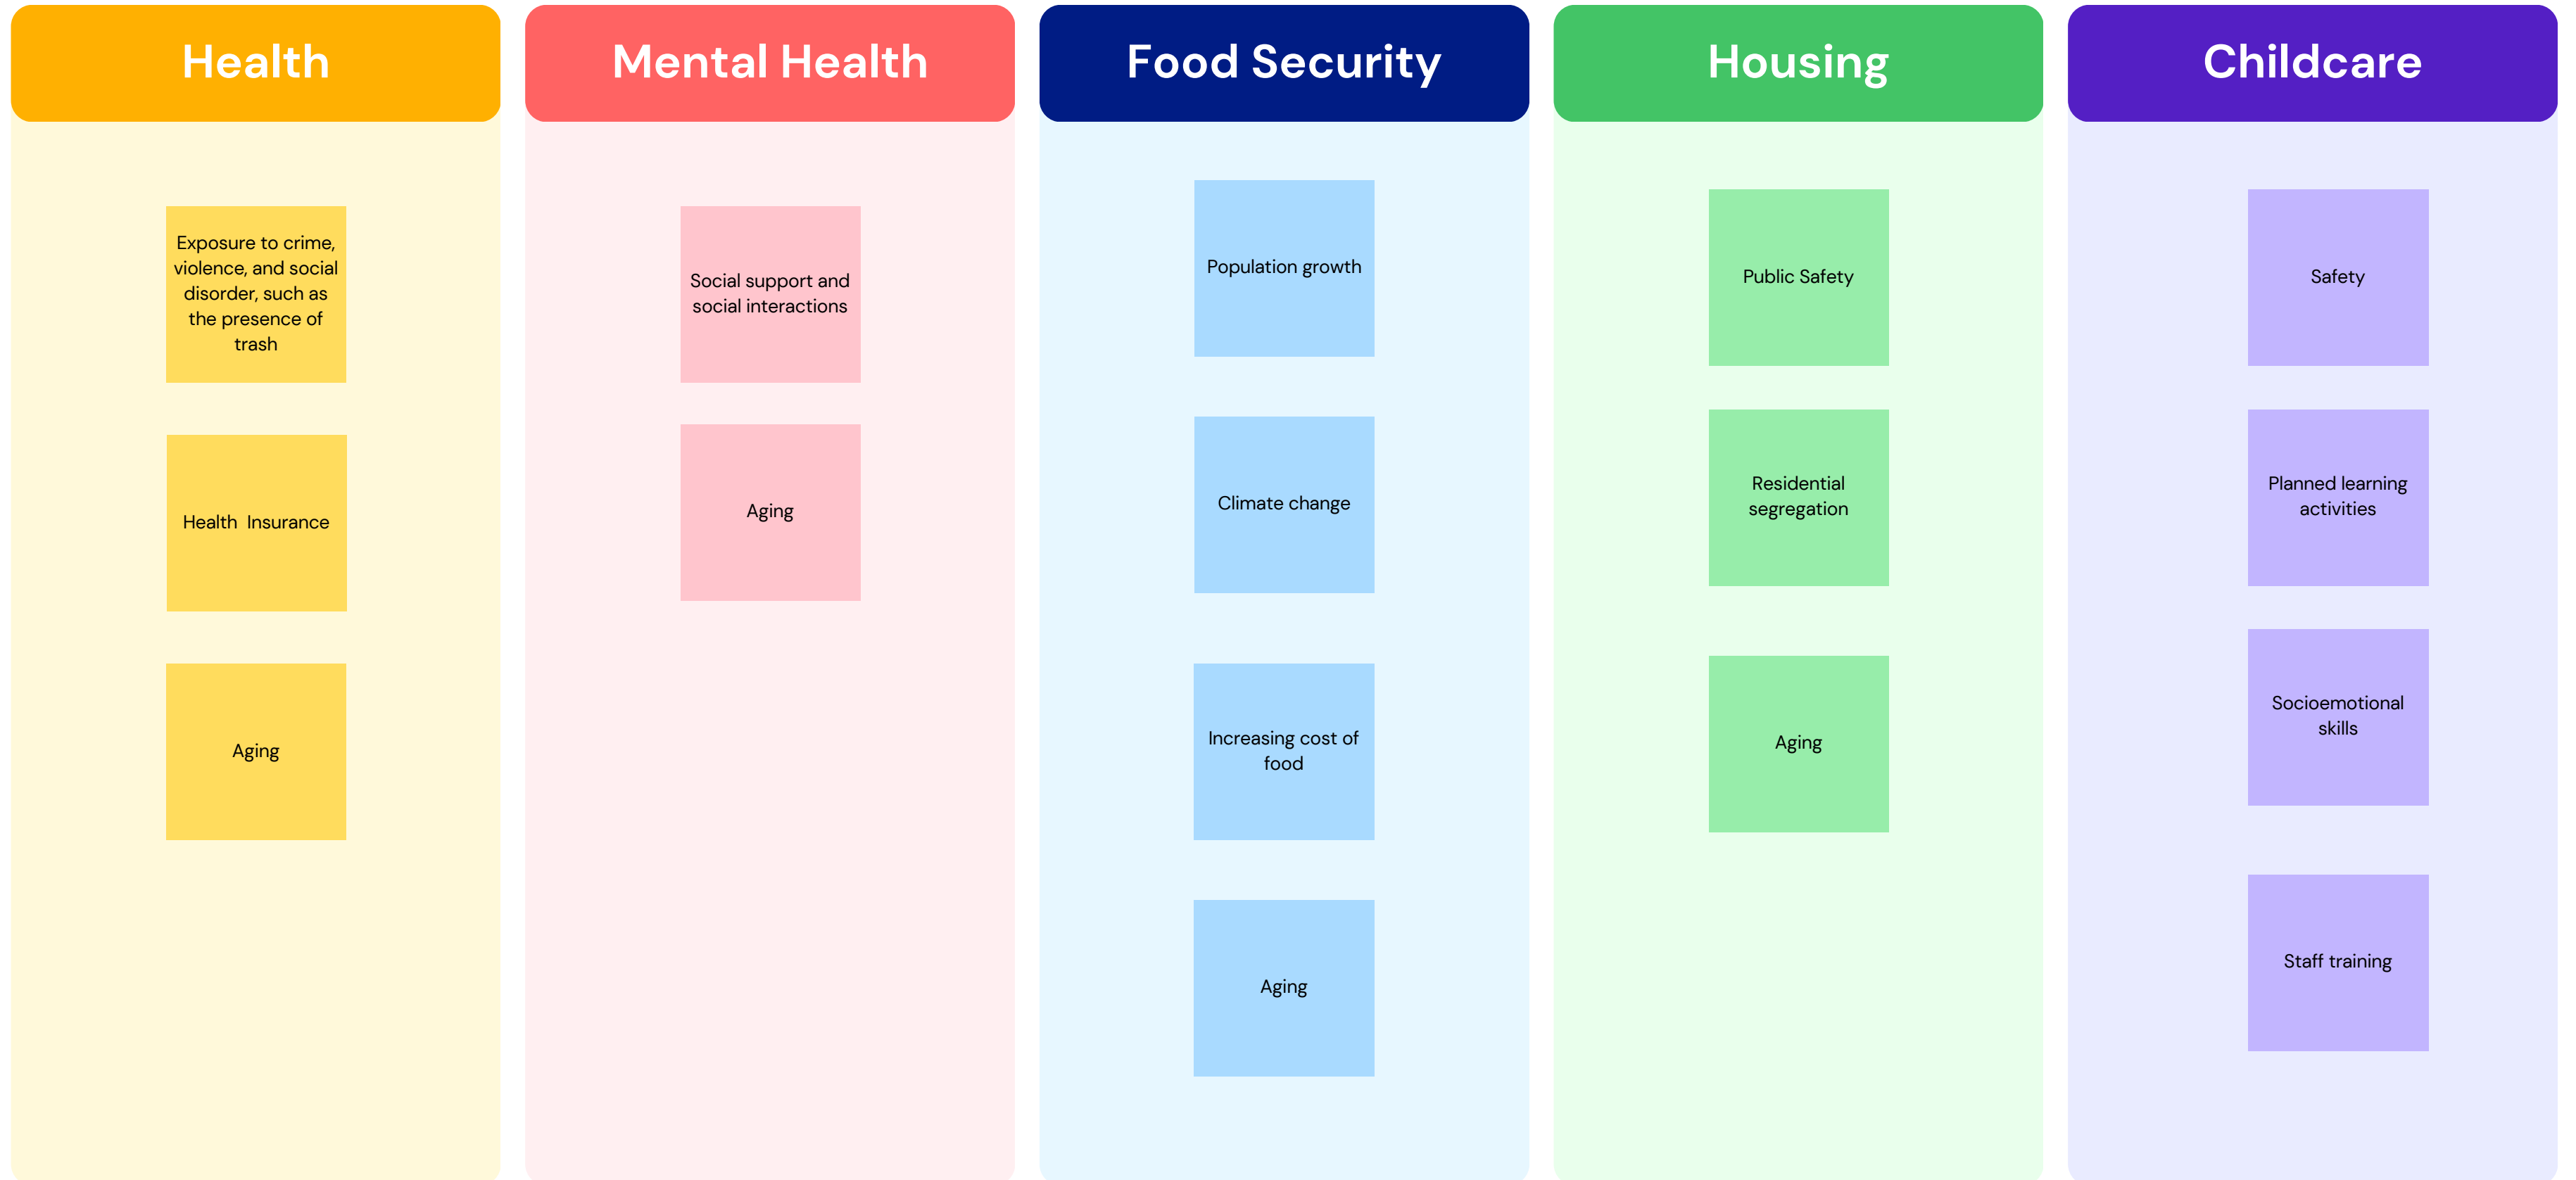 Health
Exposure to crime,
violence, and social
disorder, such as
the presence of
trash
Health  Insurance
Aging
Mental Health
Social support and
social interactions
Aging
Food Security
Population growth
Climate change
Increasing cost of
food
Aging
Housing
Public Safety
Residential
segregation
Aging
Childcare
Safety
Planned learning
activities
Socioemotional
skills
Staff training